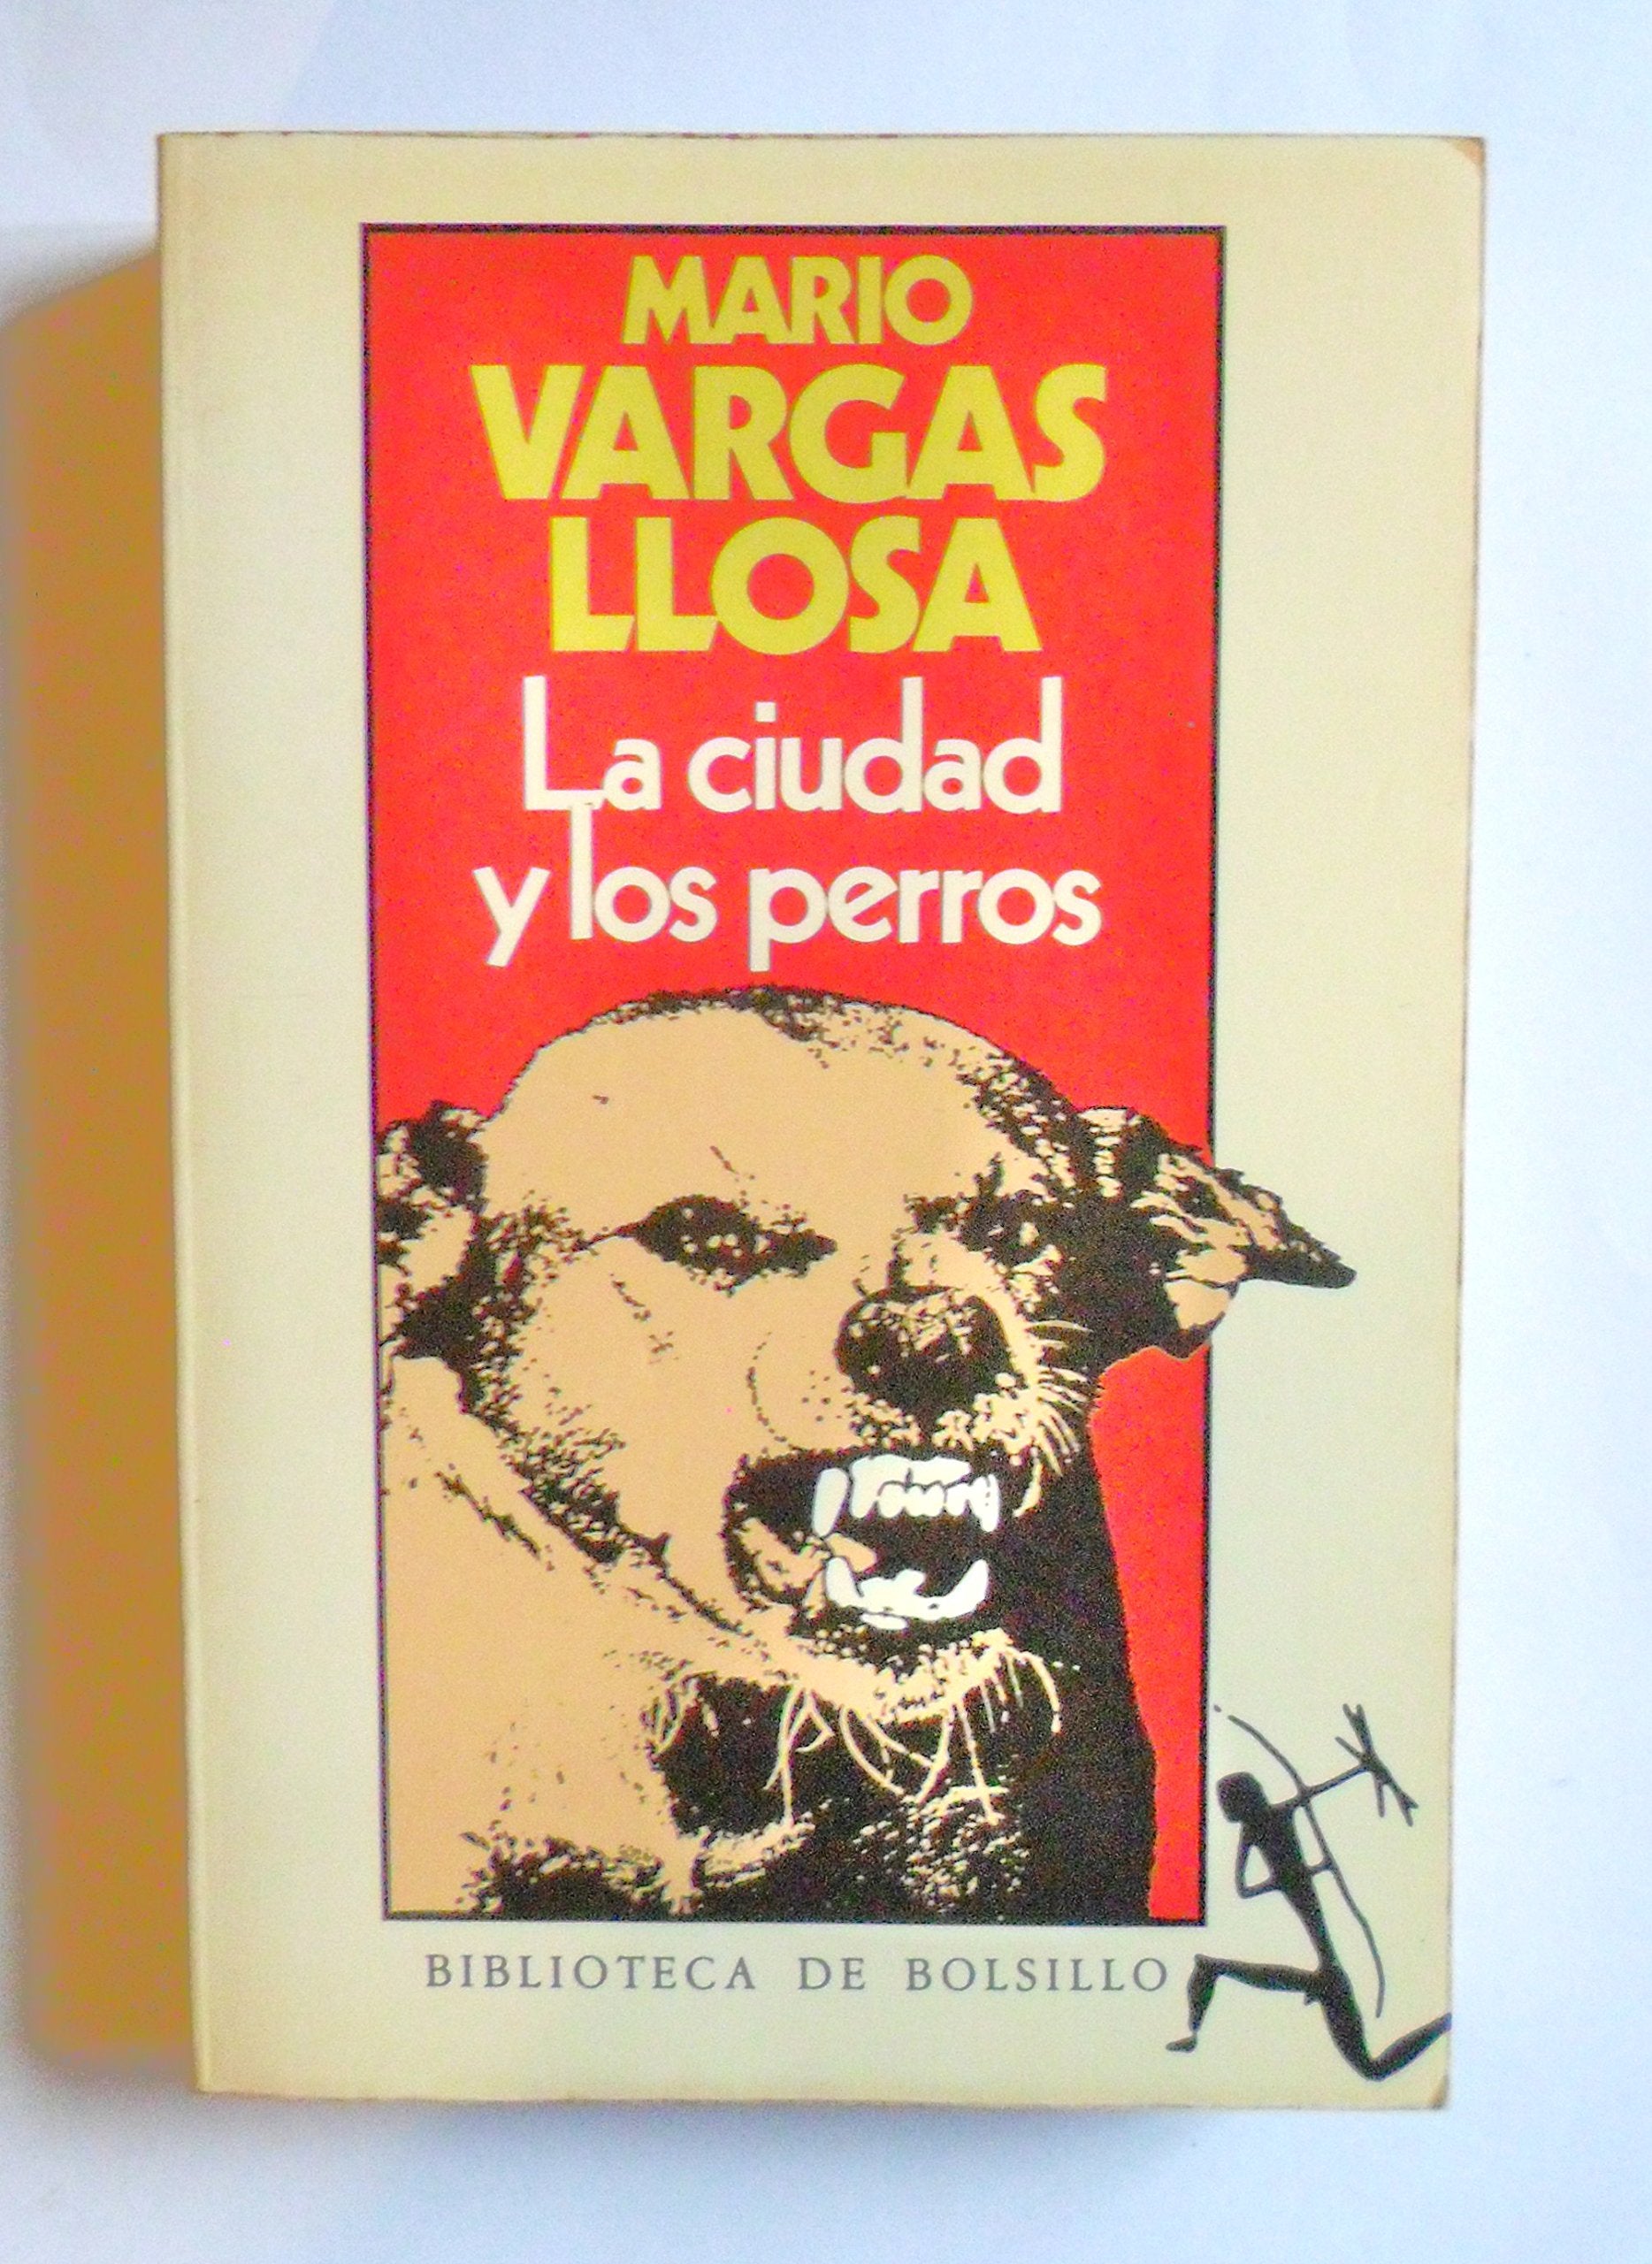 MARIO
VARGAS
LLOSA
La ciudad
y los perros
BIBLIOTECA DE BOLSILLO